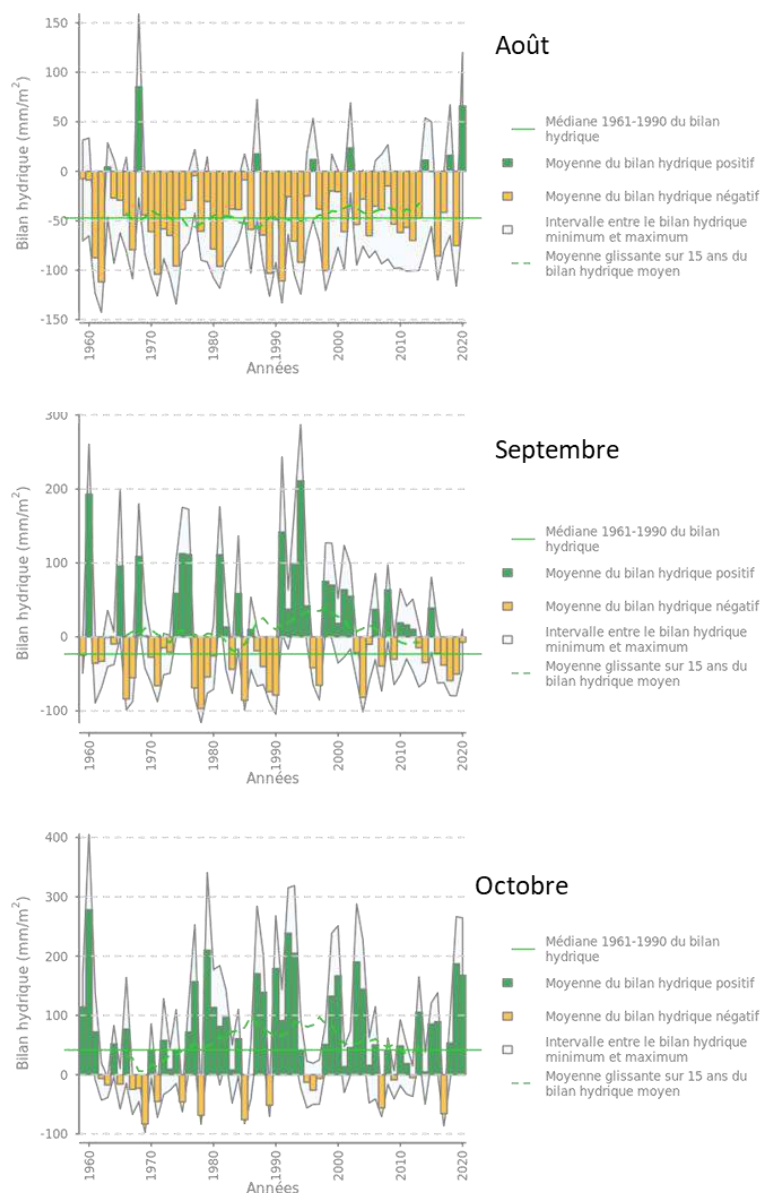 Août
Bilan hydrique (mm/m²)
150
100
50
0
-50
-100
-150
1960
1970
1980
1990
2000
2010
2020
Années
Médiane 1961-1990 du bilan
hydrique
Moyenne du bilan hydrique positif
Moyenne du bilan hydrique négatif
Intervalle entre le bilan hydrique
minimum et maximum
Moyenne glissante sur 15 ans du
bilan hydrique moyen
Septembre
Bilan hydrique (mm/m²)
300
200
100
0
-100
1960
1970
1980
1990
2000
2010
2020
Années
Médiane 1961-1990 du bilan
hydrique
Moyenne du bilan hydrique positif
Moyenne du bilan hydrique négatif
Intervalle entre le bilan hydrique
minimum et maximum
Moyenne glissante sur 15 ans du
bilan hydrique moyen
Octobre
Bilan hydrique (mm/m²)
400
300
200
100
0
-100
1960
1970
1980
1990
2000
2010
2020
Années
Médiane 1961-1990 du bilan
hydrique
Moyenne du bilan hydrique positif
Moyenne du bilan hydrique négatif
Intervalle entre le bilan hydrique
minimum et maximum
Moyenne glissante sur 15 ans du
bilan hydrique moyen